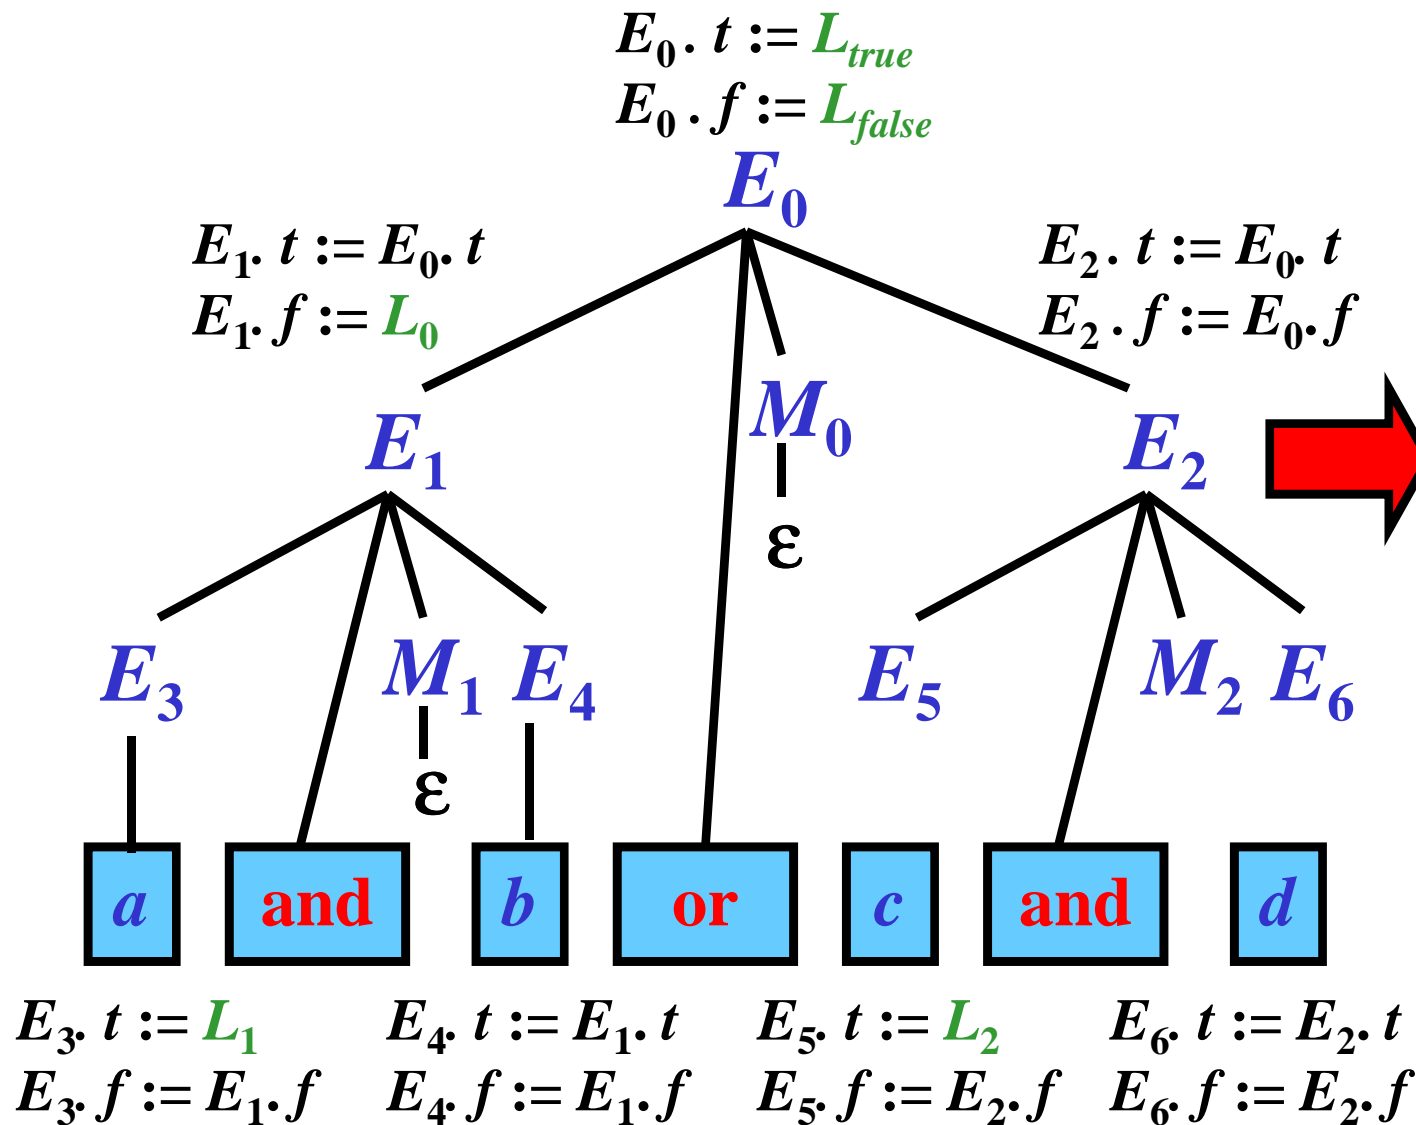 E₀. t := L_true
E₀. f := L_false
E₀
E₁. t := E₀. t
E₁. f := L₀
E₂. t := E₀. t
E₂. f := E₀. f
M₀
E₁
E₂
ε
E₃ M₁ E₄ E₅ M₂ E₆
ε
a and b or c and d
E₃. t := L₁ E₄. t := E₁. t E₅. t := L₂ E₆. t := E₂. t
E₃. f := E₁. f E₄. f := E₁. f E₅. f := E₂. f E₆. f := E₂. f